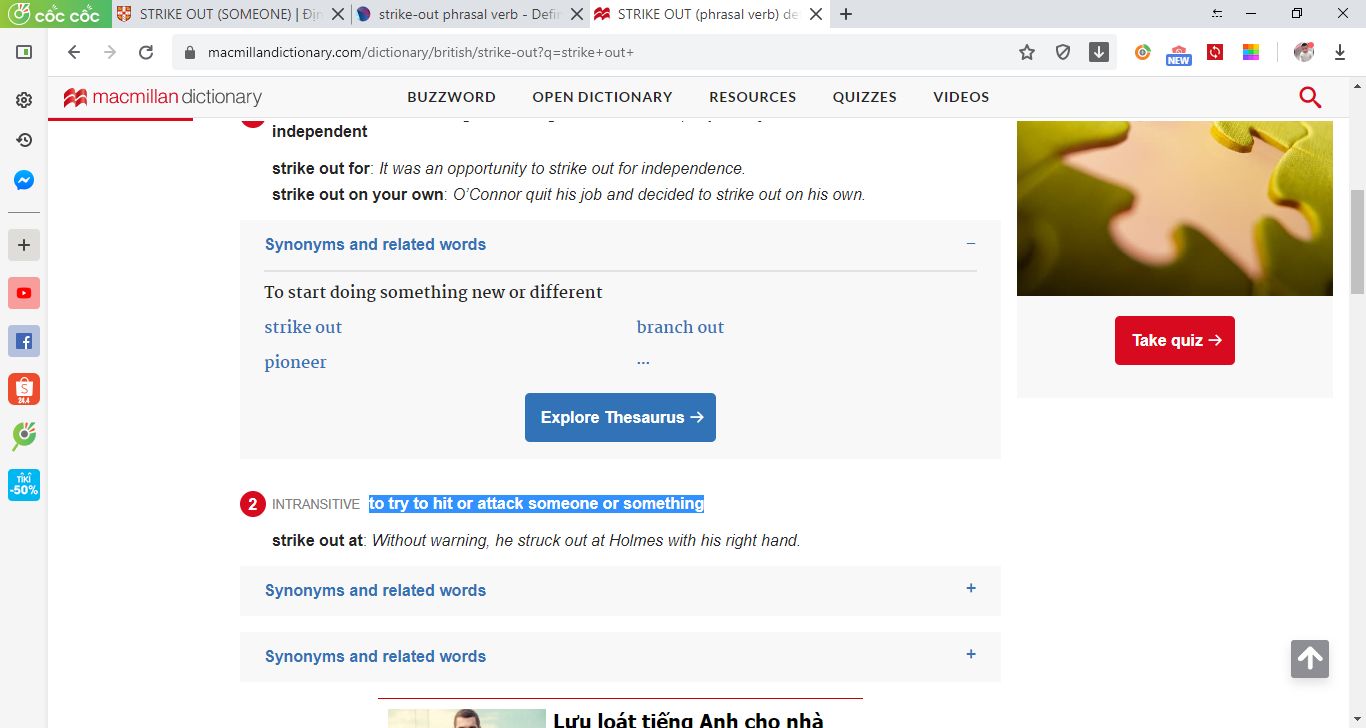 cốc cốc
STRIKE OUT (SOMEONE) | Địn
strike-out phrasal verb - Defin
STRIKE OUT (phrasal verb) de
macmillandictionary.com/dictionary/british/strike-out?q=strike+out+
NEW
macmillan dictionary
BUZZWORD OPEN DICTIONARY RESOURCES QUIZZES VIDEOS
independent
strike out for: It was an opportunity to strike out for independence.
strike out on your own: O'Connor quit his job and decided to strike out on his own.
Synonyms and related words −
To start doing something new or different
strike out branch out
pioneer ...
Explore Thesaurus →
Take quiz →
2 INTRANSITIVE to try to hit or attack someone or something
strike out at: Without warning, he struck out at Holmes with his right hand.
Synonyms and related words +
Synonyms and related words +
Lưu loát tiếng Anh cho nhà
S
24.4
TIKI
-50%